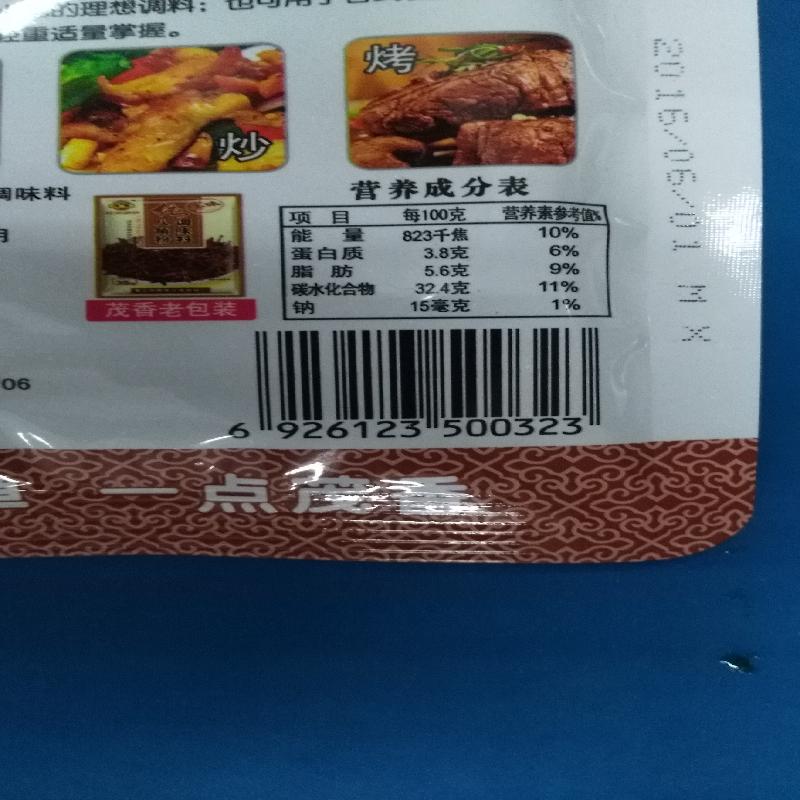 的理想调料；也可用于
轻重适量掌握。
炒
烤
2016/06/01 M X
调味料
营养成分表
项 目 每100克 营养素参考值%
能 量 823千焦 10%
蛋白质 3.8克 6%
脂 肪 5.6克 9%
碳水化合物 32.4克 11%
钠 15毫克 1%
茂香老包装
06
6 926123 500323
一点茂香